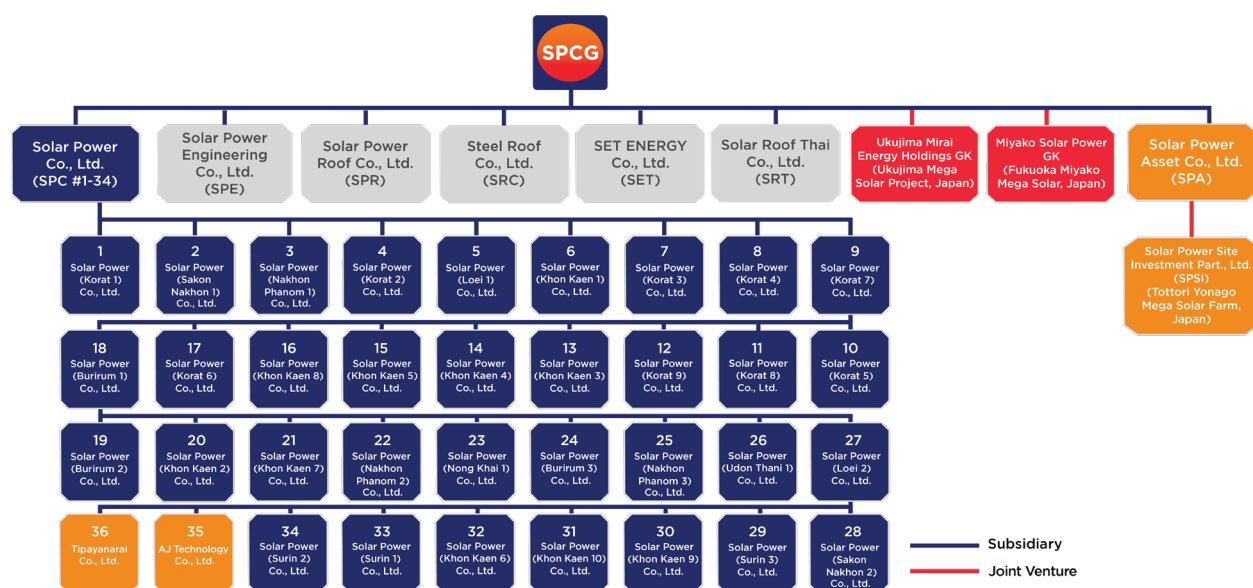 SPCG
Solar Power
Co., Ltd.
(SPC #1-34)
Solar Power
Engineering
Co., Ltd.
(SPE)
Solar Power
Roof Co., Ltd.
(SPR)
Steel Roof
Co., Ltd.
(SRC)
SET ENERGY
Co., Ltd.
(SET)
Solar Roof Thai
Co., Ltd.
(SRT)
Ukujima Mirai
Energy Holdings GK
(Ukujima Mega
Solar Project, Japan)
Miyako Solar Power
GK
(Fukuoka Miyako
Mega Solar, Japan)
Solar Power
Asset Co., Ltd.
(SPA)
Solar Power Site
Investment Part., Ltd.
(SPSI)
(Tottori Yonago
Mega Solar Farm,
Japan)
1
Solar Power
(Korat 1)
Co., Ltd.
2
Solar Power
(Sakon
Nakhon 1)
Co., Ltd.
3
Solar Power
(Nakhon
Phanom 1)
Co., Ltd.
4
Solar Power
(Korat 2)
Co., Ltd.
5
Solar Power
(Loei 1)
Co., Ltd.
6
Solar Power
(Khon Kaen 1)
Co., Ltd.
7
Solar Power
(Korat 3)
Co., Ltd.
8
Solar Power
(Korat 4)
Co., Ltd.
9
Solar Power
(Korat 7)
Co., Ltd.
18
Solar Power
(Burirum 1)
Co., Ltd.
17
Solar Power
(Korat 6)
Co., Ltd.
16
Solar Power
(Khon Kaen 8)
Co., Ltd.
15
Solar Power
(Khon Kaen 5)
Co., Ltd.
14
Solar Power
(Khon Kaen 4)
Co., Ltd.
13
Solar Power
(Khon Kaen 3)
Co., Ltd.
12
Solar Power
(Korat 9)
Co., Ltd.
11
Solar Power
(Korat 8)
Co., Ltd.
10
Solar Power
(Korat 5)
Co., Ltd.
19
Solar Power
(Burirum 2)
Co., Ltd.
20
Solar Power
(Khon Kaen 2)
Co., Ltd.
21
Solar Power
(Khon Kaen 7)
Co., Ltd.
22
Solar Power
(Nakhon
Phanom 2)
Co., Ltd.
23
Solar Power
(Nong Khai 1)
Co., Ltd.
24
Solar Power
(Burirum 3)
Co., Ltd.
25
Solar Power
(Nakhon
Phanom 3)
Co., Ltd.
26
Solar Power
(Udon Thani 1)
Co., Ltd.
27
Solar Power
(Loei 2)
Co., Ltd.
36
Tipayanarai
Co., Ltd.
35
AJ Technology
Co., Ltd.
34
Solar Power
(Surin 2)
Co., Ltd.
33
Solar Power
(Surin 1)
Co., Ltd.
32
Solar Power
(Khon Kaen 6)
Co., Ltd.
31
Solar Power
(Khon Kaen 10)
Co., Ltd.
30
Solar Power
(Khon Kaen 9)
Co., Ltd.
29
Solar Power
(Surin 3)
Co., Ltd.
28
Solar Power
(Sakon
Nakhon 2)
Co., Ltd.
Subsidiary
Joint Venture